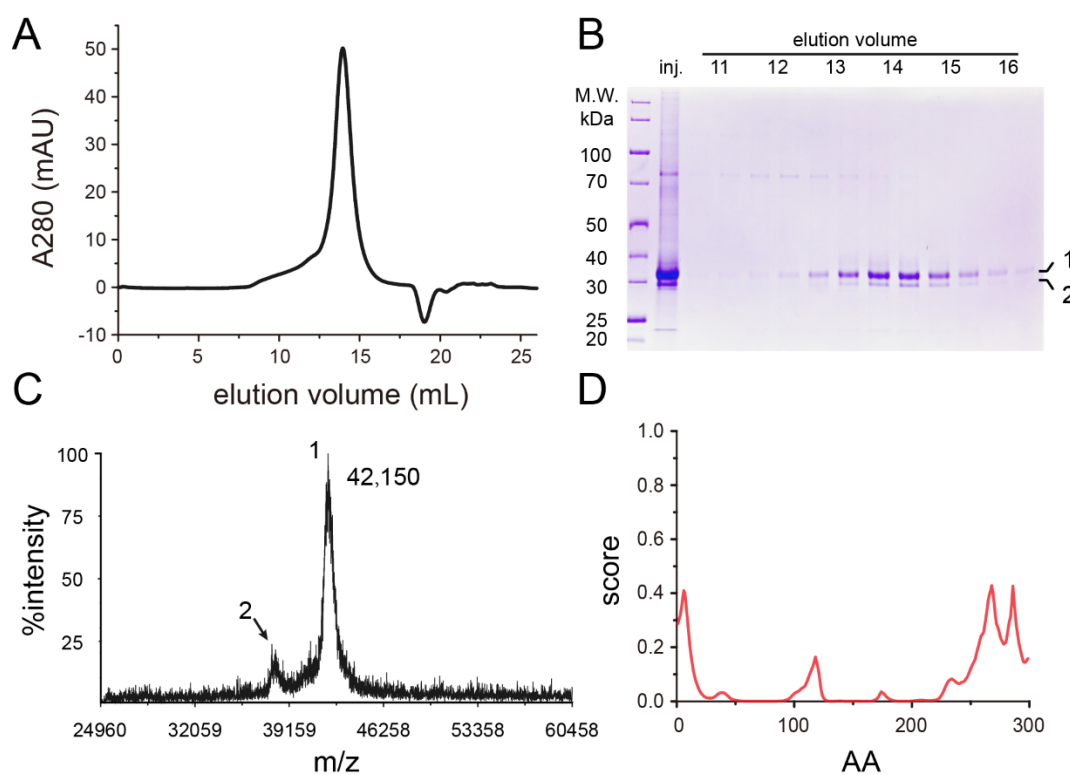 A
A280 (mAU)
50
40
30
20
10
0
-10
0 5 10 15 20 25
elution volume (mL)
B
elution volume
inj. 11 12 13 14 15 16
M.W.
kDa
100
70
50
40
30
25
20
1
2
C
%intensity
100
75
50
25
1
42,150
2
24960 32059 39159 46258 53358 60458
m/z
D
score
1.0
0.8
0.6
0.4
0.2
0.0
0 100 200 300
AA